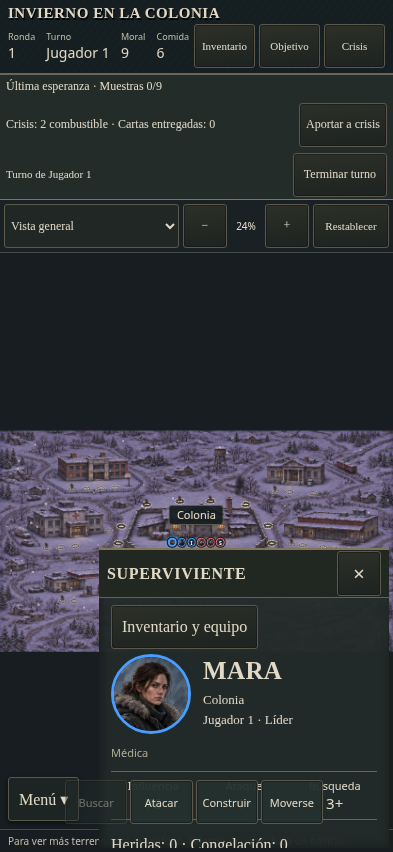 INVIERNO EN LA COLONIA
Ronda Turno Moral Comida
1 Jugador 1 9 6
Inventario Objetivo Crisis
Última esperanza · Muestras 0/9
Crisis: 2 combustible · Cartas entregadas: 0
Aportar a crisis
Turno de Jugador 1
Terminar turno
Vista general − 24% + Restablecer
Colonia
SUPERVIVIENTE ×
Inventario y equipo
MARA
Colonia
Jugador 1 · Líder
Médica
Menú ▾ Buscar Atacar Construir Moverse 3+
Para ver más
Heridas: 0 · Congelación: 0